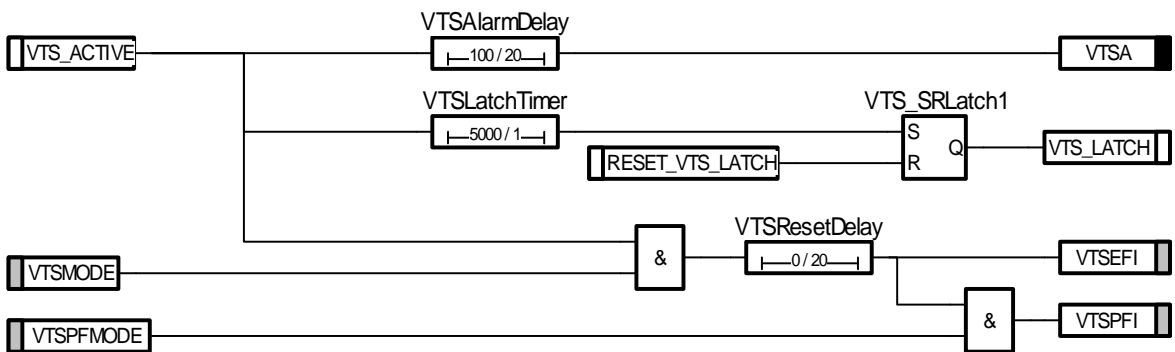 VTSAlarmDelay
VTS_ACTIVE
100 / 20
VTSA
VTSLatchTimer
VTS_SRLatch1
5000 / 1
S
R
Q
VTS_LATCH
RESET_VTS_LATCH
VTSResetDelay
&
0 / 20
VTSEFI
VTSMODE
&
VTSPFI
VTSPFMODE